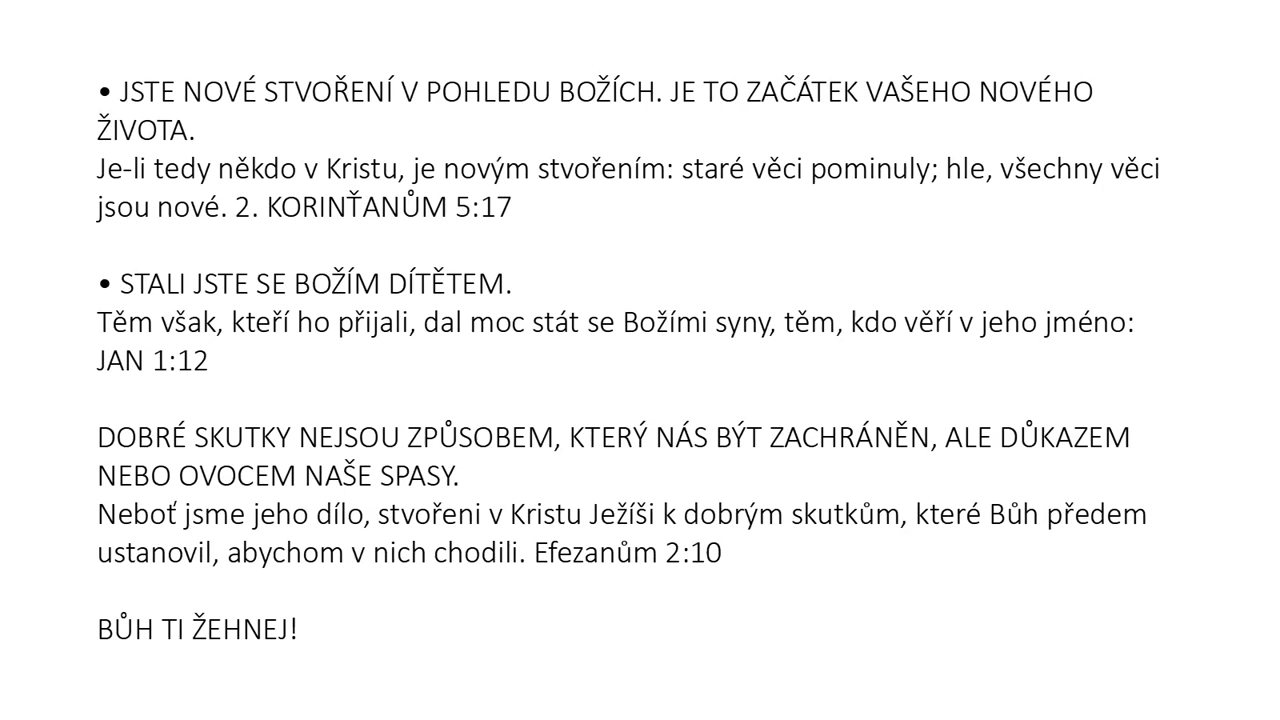 • JSTE NOVÉ STVOŘENÍ V POHLEDU BOŽÍCH. JE TO ZAČÁTEK VAŠEHO NOVÉHO
ŽIVOTA.
Je-li tedy někdo v Kristu, je novým stvořením: staré věci pominuly; hle, všechny věci
jsou nové. 2. KORINŤANŮM 5:17
• STALI JSTE SE BOŽÍM DÍTĚTEM.
Těm však, kteří ho přijali, dal moc stát se Božími syny, těm, kdo věří v jeho jméno:
JAN 1:12
DOBRÉ SKUTKY NEJSOU ZPŮSOBEM, KTERÝ NÁS BÝT ZACHRÁNĚN, ALE DŮKAZEM
NEBO OVOCEM NAŠE SPASY.
Neboť jsme jeho dílo, stvořeni v Kristu Ježíši k dobrým skutkům, které Bůh předem
ustanovil, abychom v nich chodili. Efezanům 2:10
BŮH TI ŽEHNEJ!